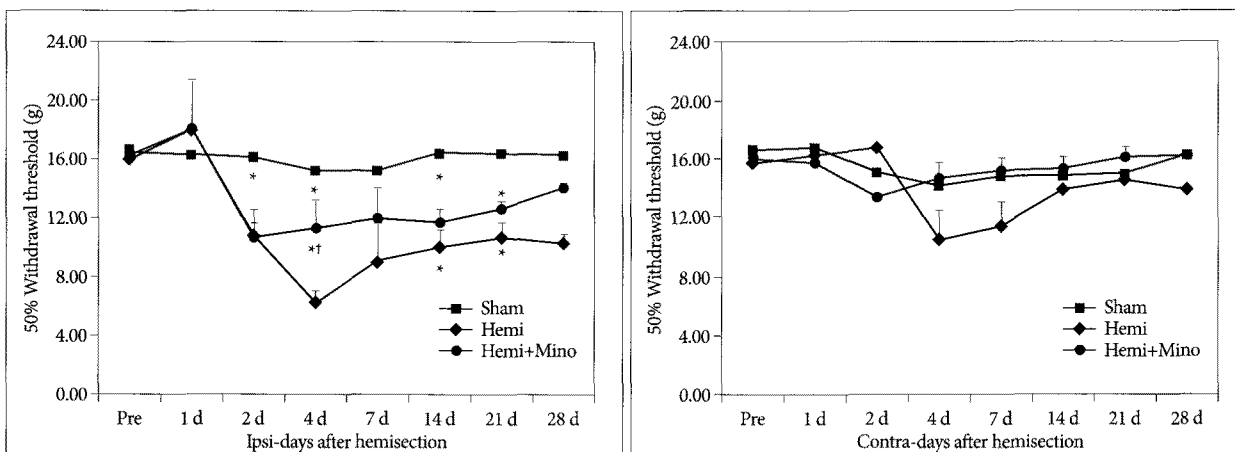 50% Withdrawal threshold (g)
24.00
20.00
16.00
12.00
8.00
4.00
0.00
*
*
*
*
*†
*
*
Sham
Hemi
Hemi+Mino
Pre 1 d 2 d 4 d 7 d 14 d 21 d 28 d
Ipsi-days after hemisection
50% Withdrawal threshold (g)
24.00
20.00
16.00
12.00
8.00
4.00
0.00
Sham
Hemi
Hemi+Mino
Pre 1 d 2 d 4 d 7 d 14 d 21 d 28 d
Contra-days after hemisection